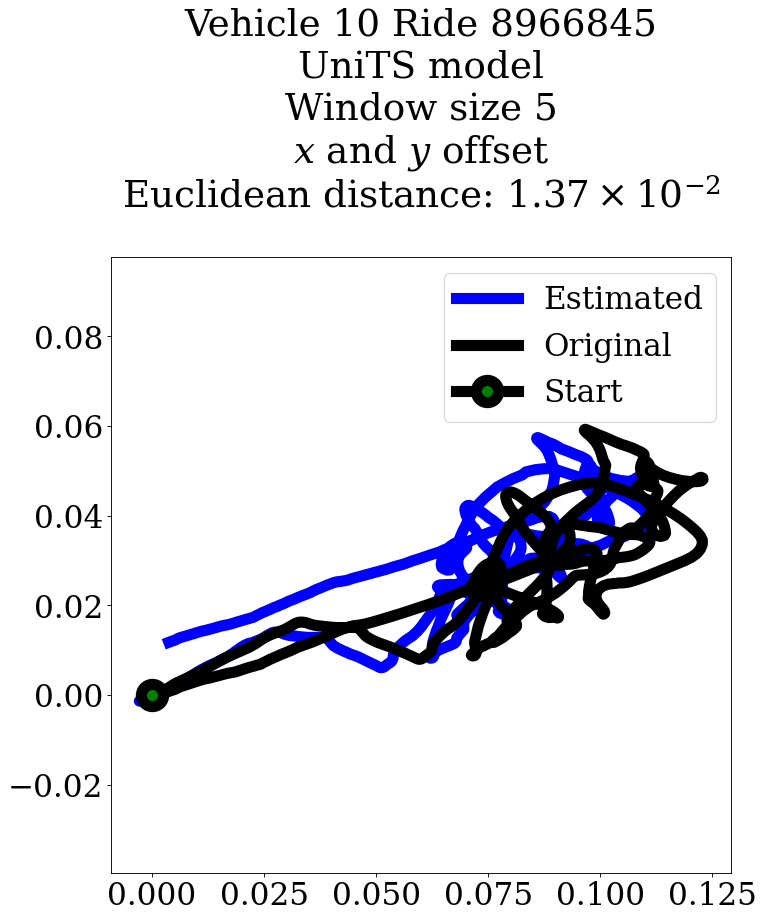 Vehicle 10 Ride 8966845
UniTS model
Window size 5
x and y offset
Euclidean distance: 1.37 × 10⁻²
Estimated
Original
Start
0.08
0.06
0.04
0.02
0.00
−0.02
0.000 0.025 0.050 0.075 0.100 0.125